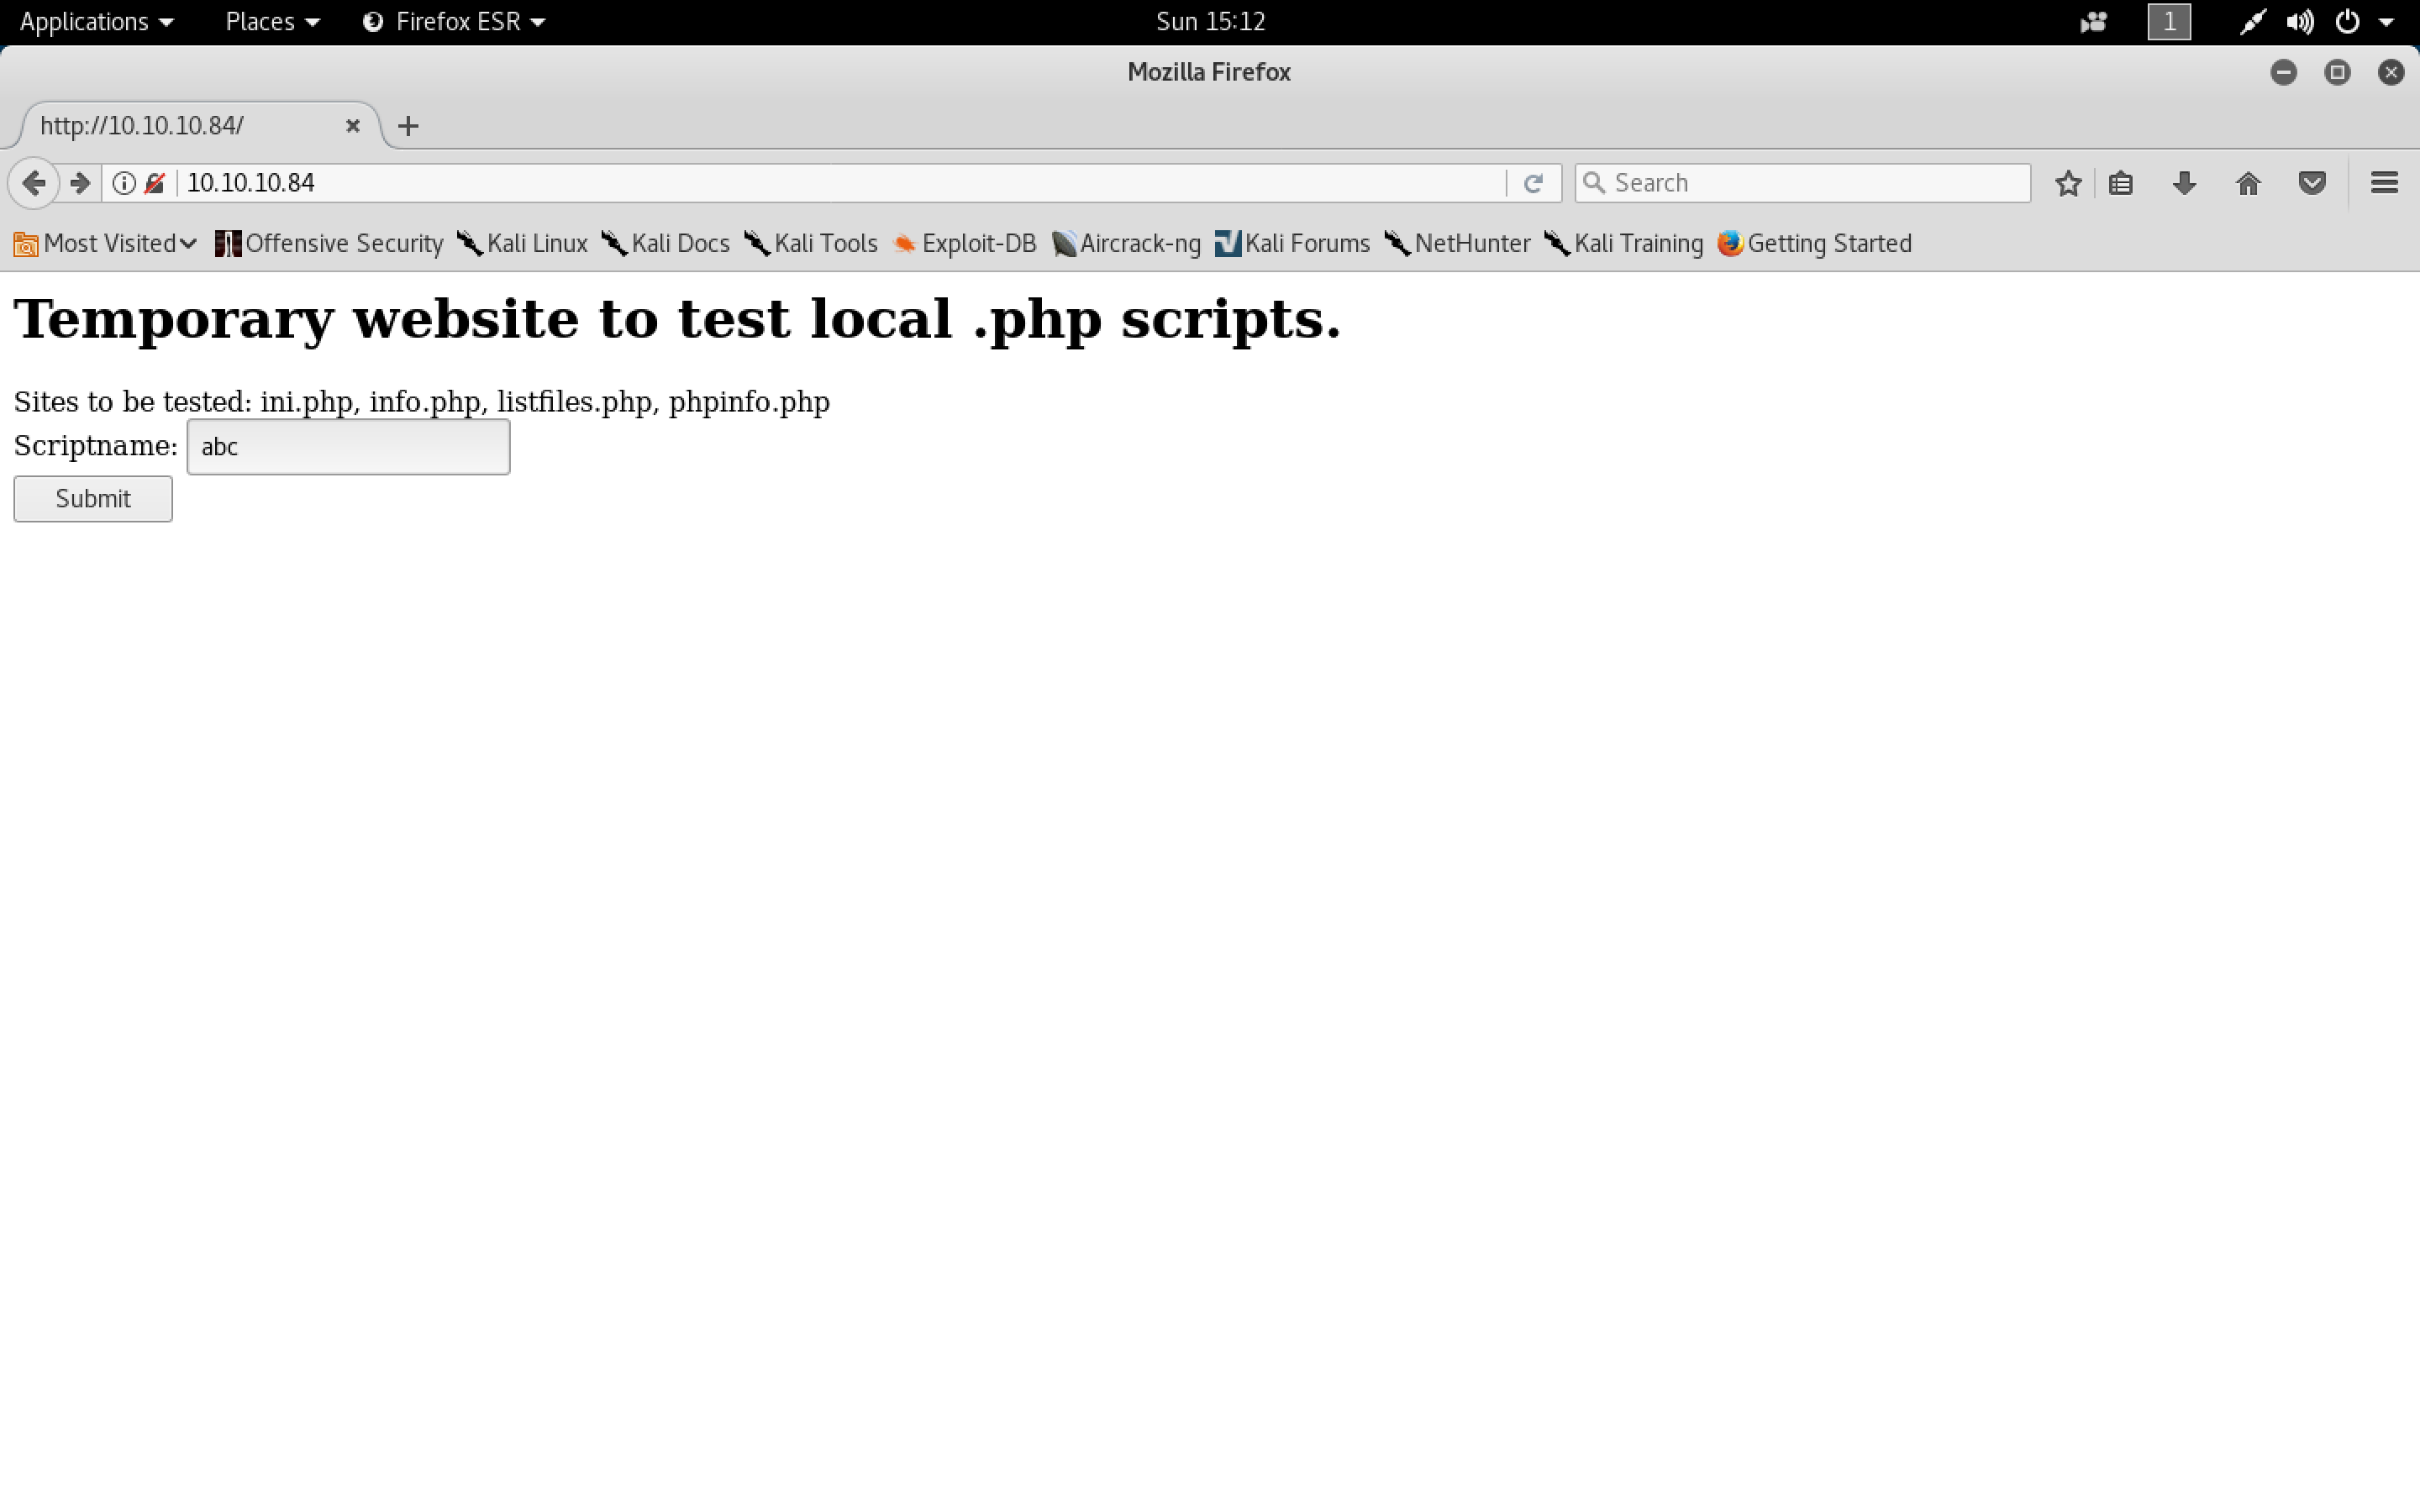 Applications Places Firefox ESR Sun 15:12 1
Mozilla Firefox
http://10.10.10.84/
10.10.10.84 Search
Most Visited Offensive Security Kali Linux Kali Docs Kali Tools Exploit-DB Aircrack-ng Kali Forums NetHunter Kali Training Getting Started
Temporary website to test local .php scripts.
Sites to be tested: ini.php, info.php, listfiles.php, phpinfo.php
Scriptname: abc
Submit